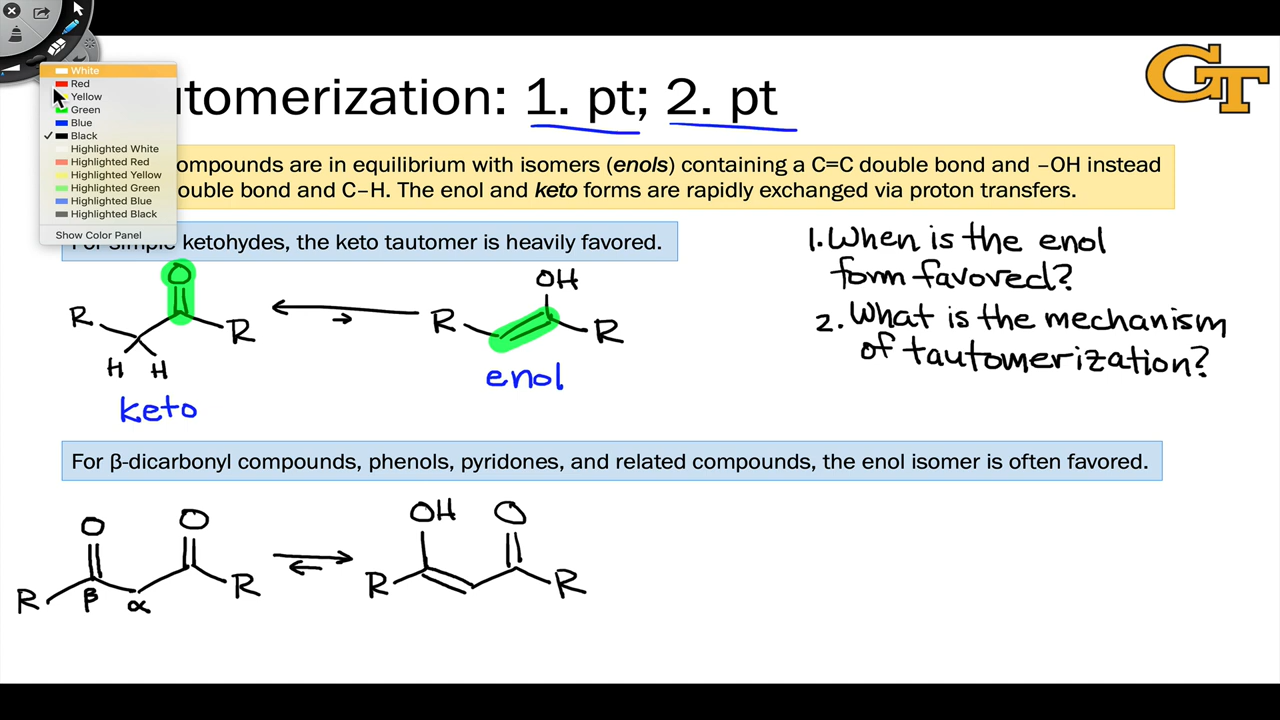 White
Red
Yellow
Green
Blue
Black
Highlighted White
Highlighted Red
Highlighted Yellow
Highlighted Green
Highlighted Blue
Highlighted Black
Show Color Panel
GT
utomerization: 1. pt; 2. pt
ompounds are in equilibrium with isomers (enols) containing a C=C double bond and –OH instead
ouble bond and C–H. The enol and keto forms are rapidly exchanged via proton transfers.
For simple ketohydes, the keto tautomer is heavily favored.
1. When is the enol
form favored?
2. What is the mechanism
of tautomerization?
O
R R
H H
keto
OH
R R
enol
For β-dicarbonyl compounds, phenols, pyridones, and related compounds, the enol isomer is often favored.
O O
R β α R
OH O
R R